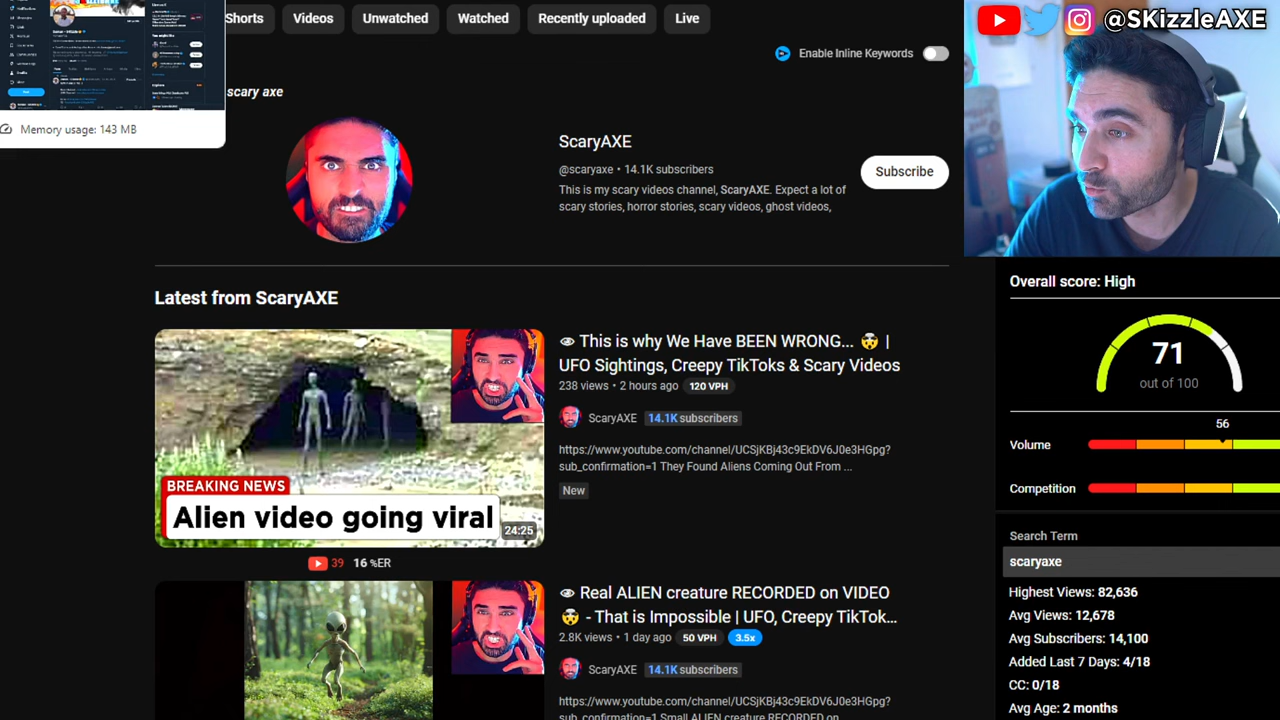 Shorts
Videos
Unwatched
Watched
Recently uploaded
Live
@SKizzleAXE
Enable Inline Keywords
scary axe
Memory usage: 143 MB
ScaryAXE
@scaryaxe • 14.1K subscribers
This is my scary videos channel, ScaryAXE. Expect a lot of
scary stories, horror stories, scary videos, ghost videos,
Subscribe
Latest from ScaryAXE
BREAKING NEWS
Alien video going viral
24:25
39 16 %ER
This is why We Have BEEN WRONG... |
UFO Sightings, Creepy TikToks & Scary Videos
238 views • 2 hours ago 120 VPH
ScaryAXE 14.1K subscribers
https://www.youtube.com/channel/UCSjKBj43c9EkDV6J0e3HGpg?
sub_confirmation=1 They Found Aliens Coming Out From ...
New
Real ALIEN creature RECORDED on VIDEO
- That is Impossible | UFO, Creepy TikTok...
2.8K views • 1 day ago 50 VPH 3.5x
ScaryAXE 14.1K subscribers
https://www.youtube.com/channel/UCSjKBj43c9EkDV6J0e3HGpg?
sub_confirmation=1 Small ALIEN creature RECORDED on
Overall score: High
71
out of 100
56
Volume
Competition
Search Term
scaryaxe
Highest Views: 82,636
Avg Views: 12,678
Avg Subscribers: 14,100
Added Last 7 Days: 4/18
CC: 0/18
Avg Age: 2 months